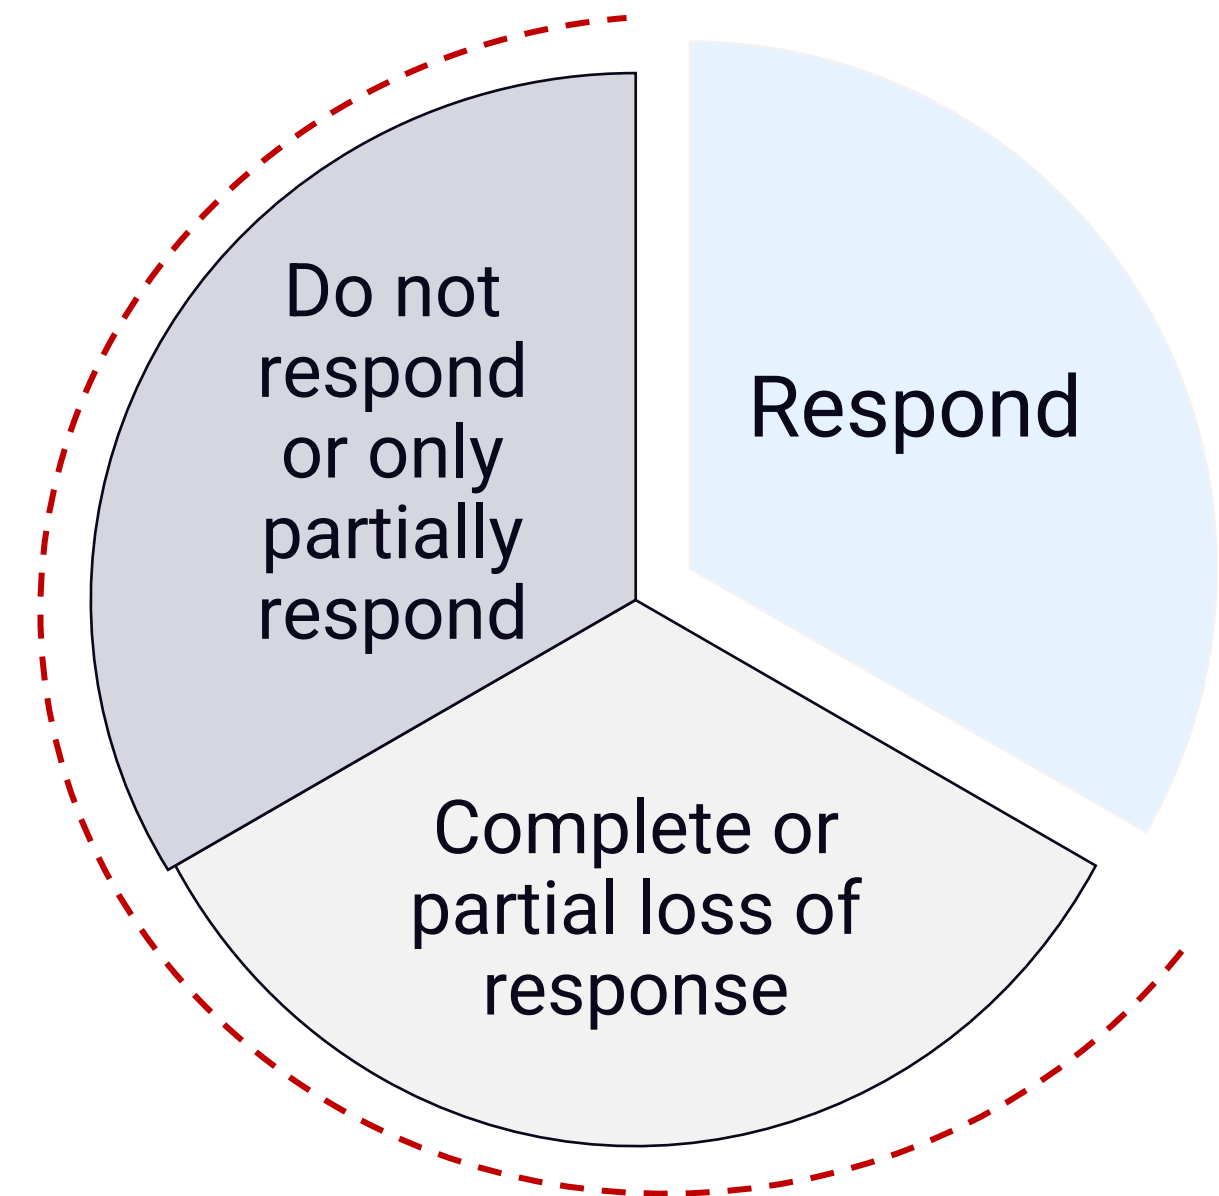 Do not
respond
or only
partially
respond
Respond
Complete or
partial loss of
response